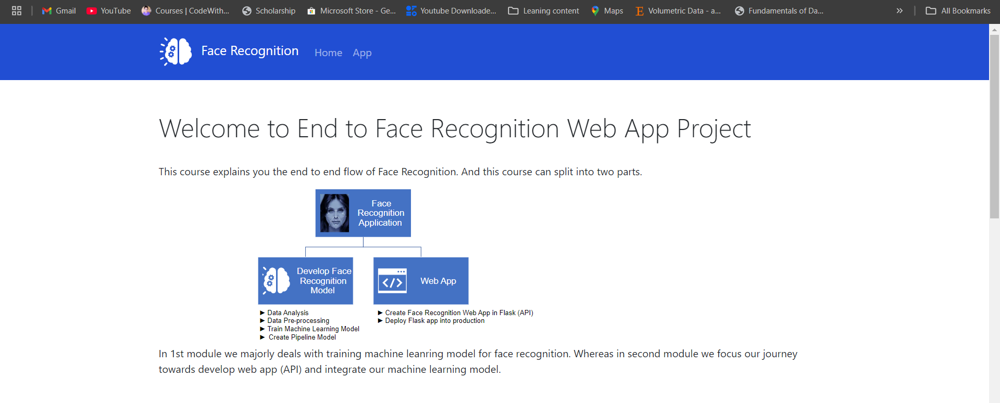 Gmail YouTube Courses | CodeWith... Scholarship Microsoft Store - Ge... Youtube Downloade... Leaning content Maps Volumetric Data - a... Fundamentals of Da... » All Bookmarks
Face Recognition Home App
Welcome to End to Face Recognition Web App Project
This course explains you the end to end flow of Face Recognition. And this course can split into two parts.
Face
Recognition
Application
Develop Face
Recognition
Model
Web App
► Data Analysis
► Data Pre-processing
► Train Machine Learning Model
► Create Pipeline Model
► Create Face Recognition Web App in Flask (API)
► Deploy Flask app into production
In 1st module we majorly deals with training machine leanring model for face recognition. Whereas in second module we focus our journey
towards develop web app (API) and integrate our machine learning model.